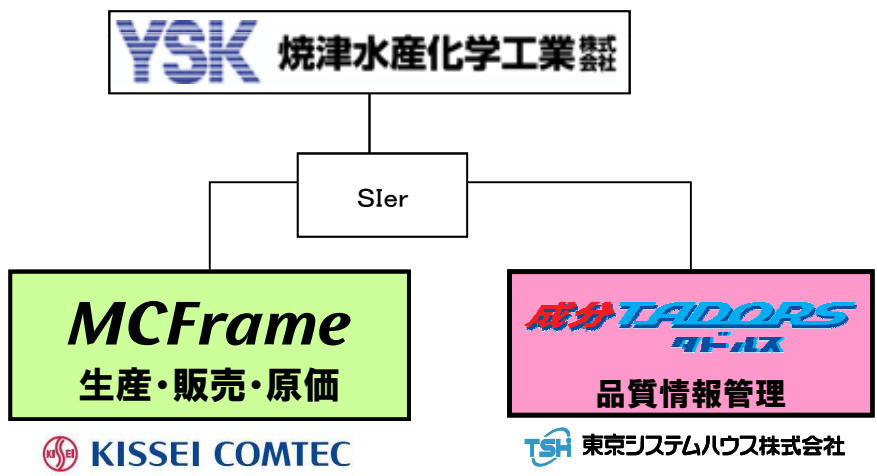 YSK 焼津水産化学工業株式会社
SIer
MCFrame
生産・販売・原価
KISSEI KISSEI COMTEC
成分TADORS
タドルス
品質情報管理
TSH 東京システムハウス株式会社